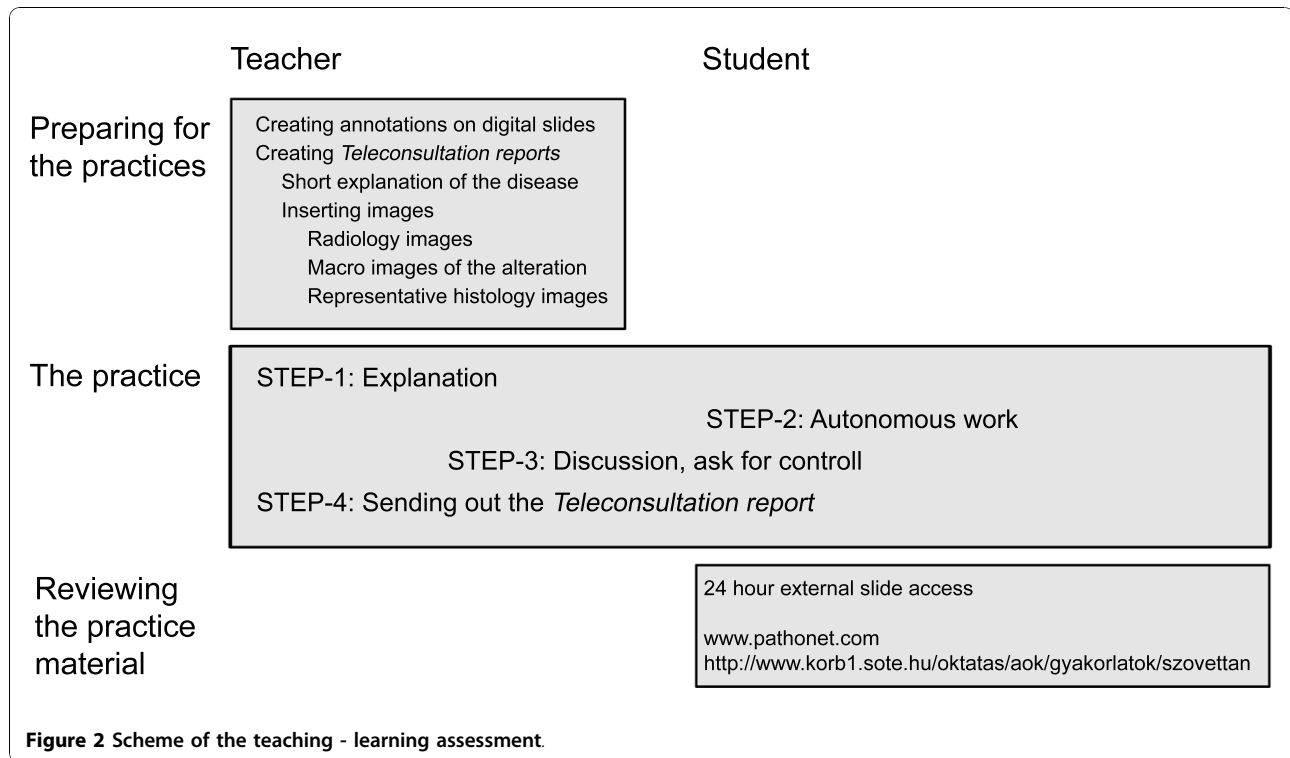 Teacher
Student
Preparing for
the practices
Creating annotations on digital slides
Creating Teleconsultation reports
Short explanation of the disease
Inserting images
Radiology images
Macro images of the alteration
Representative histology images
The practice
STEP-1: Explanation
STEP-2: Autonomous work
STEP-3: Discussion, ask for controll
STEP-4: Sending out the Teleconsultation report
Reviewing
the practice
material
24 hour external slide access
www.pathonet.com
http://www.korb1.sote.hu/oktatas/aok/gyakorlatok/szovettan
Figure 2 Scheme of the teaching - learning assessment.